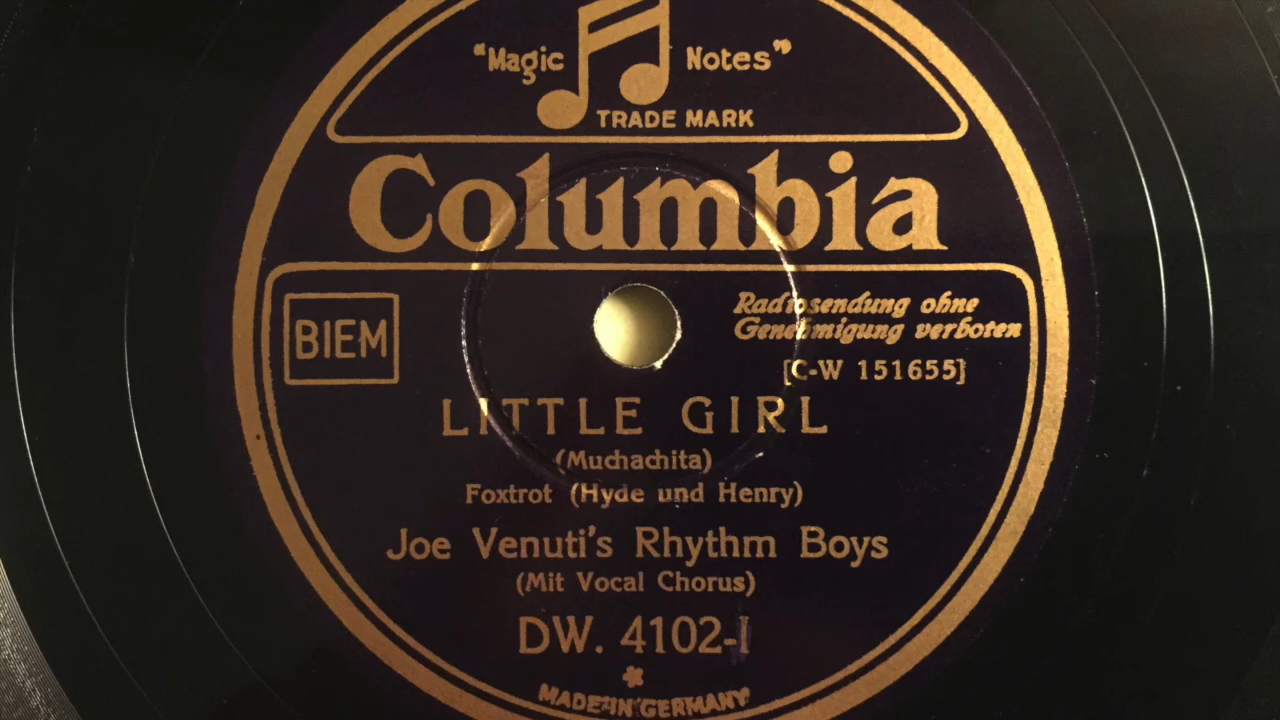 "Magic Notes"
TRADE MARK
Columbia
BIEM
Radiosendung ohne
Genehmigung verboten
[C-W 151655]
LITTLE GIRL
(Muchachita)
Foxtrot (Hyde und Henry)
Joe Venuti's Rhythm Boys
(Mit Vocal Chorus)
DW. 4102-I
MADE IN GERMANY